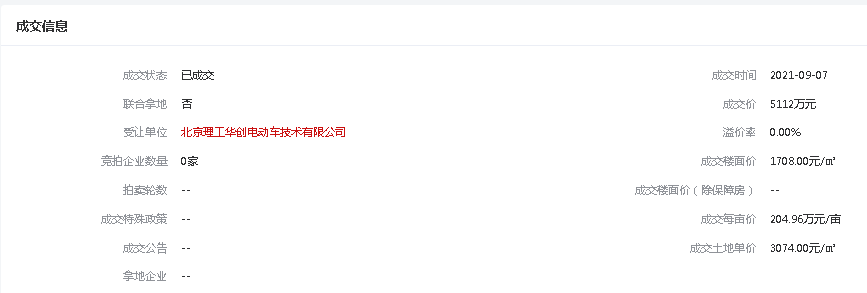 成交信息
成交状态 已成交 成交时间 2021-09-07
联合拿地 否 成交价 5112万元
受让单位 北京理工华创电动车技术有限公司 溢价率 0.00%
竞拍企业数量 0家 成交楼面价 1708.00元/㎡
拍卖轮数 -- 成交楼面价（除保障房） --
成交特殊政策 -- 成交每亩价 204.96万元/亩
成交公告 -- 成交土地单价 3074.00元/㎡
拿地企业 --